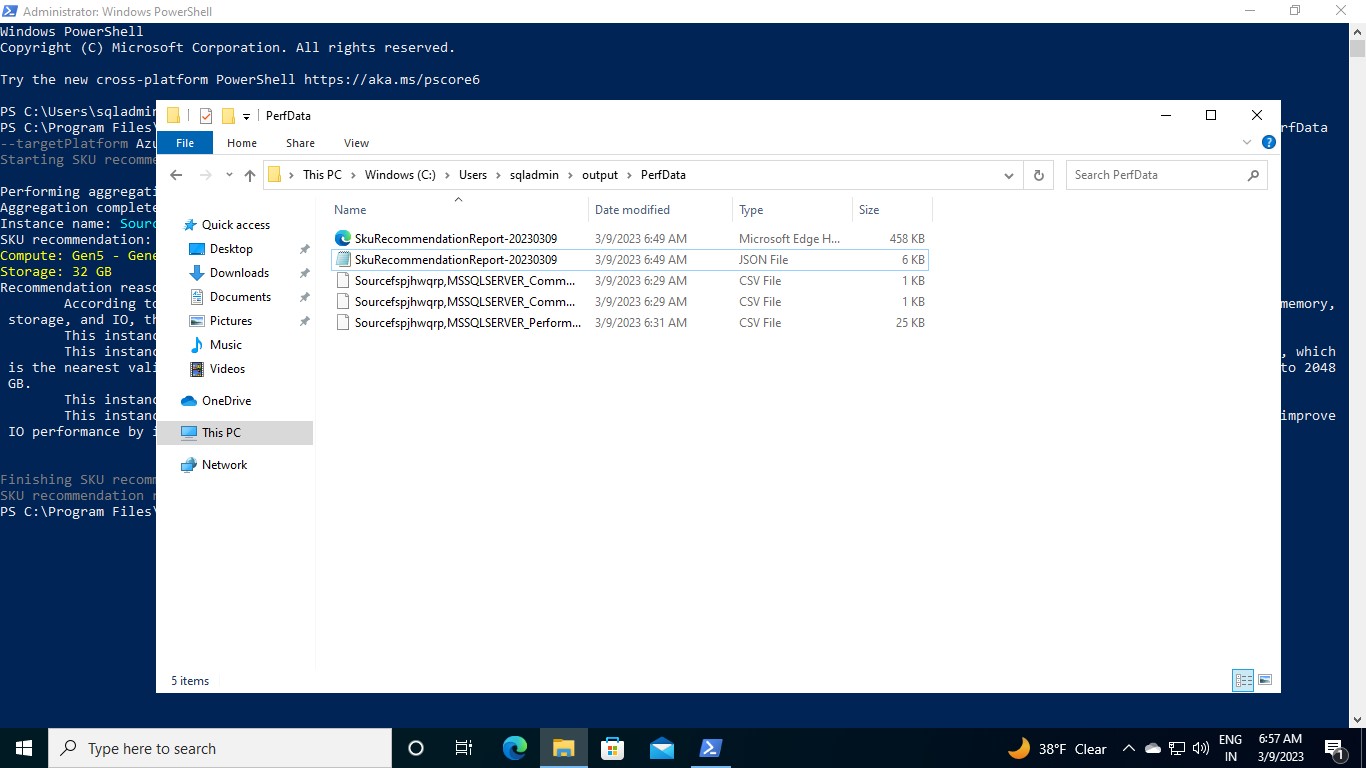 Administrator: Windows PowerShell
Windows PowerShell
Copyright (C) Microsoft Corporation. All rights reserved.
Try the new cross-platform PowerShell https://aka.ms/pscore6
PS C:\Users\sqladmin
PS C:\Program Files\
rfData
--targetPlatform Azu
Starting SKU recomme
Performing aggregati
Aggregation complete
Instance name: Sourc
SKU recommendation:
Compute: Gen5 - Gene
Storage: 32 GB
Recommendation reaso
According to
memory,
storage, and IO, th
This instanc
This instanc
, which
is the nearest vali
to 2048
GB.
This instanc
This instanc
improve
IO performance by i
Finishing SKU recomm
SKU recommendation r
PS C:\Program Files\
PerfData
File
Home
Share
View
This PC
Windows (C:)
Users
sqladmin
output
PerfData
Search PerfData
Quick access
Desktop
Downloads
Documents
Pictures
Music
Videos
OneDrive
This PC
Network
Name Date modified Type Size
SkuRecommendationReport-20230309 3/9/2023 6:49 AM Microsoft Edge H... 458 KB
SkuRecommendationReport-20230309 3/9/2023 6:49 AM JSON File 6 KB
Sourcefspjhwqrp,MSSQLSERVER_Comm... 3/9/2023 6:29 AM CSV File 1 KB
Sourcefspjhwqrp,MSSQLSERVER_Comm... 3/9/2023 6:29 AM CSV File 1 KB
Sourcefspjhwqrp,MSSQLSERVER_Perform... 3/9/2023 6:31 AM CSV File 25 KB
5 items
Type here to search
38°F Clear
ENG
IN
6:57 AM
3/9/2023
1